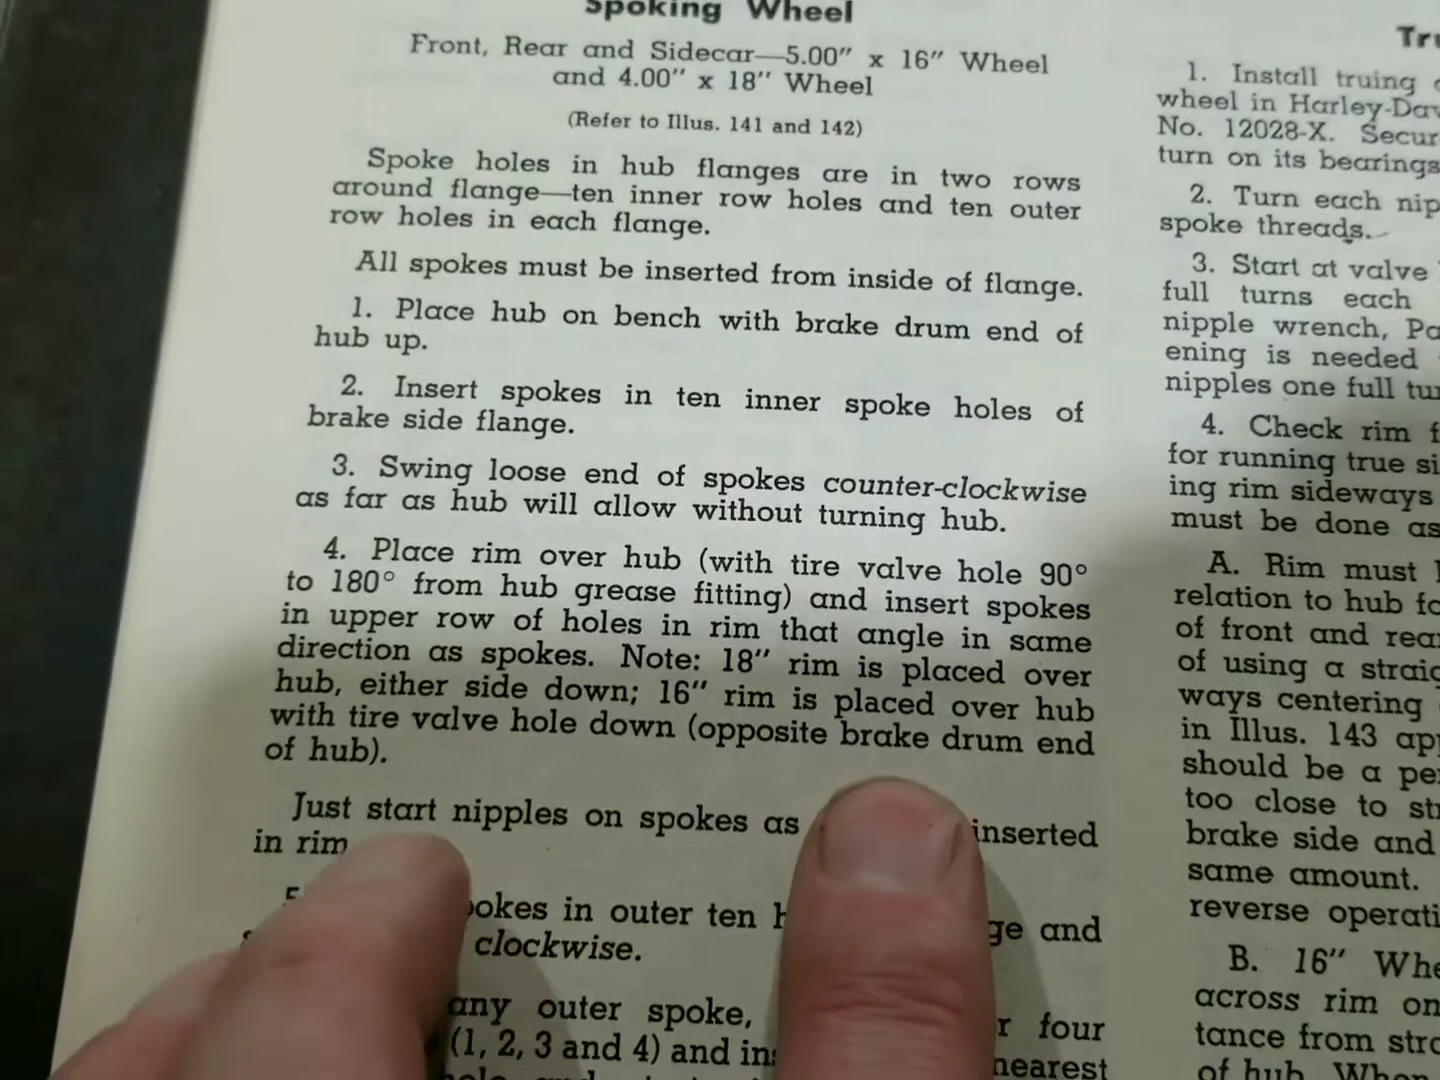 Spoking Wheel
Front, Rear and Sidecar—5.00" x 16" Wheel
and 4.00" x 18" Wheel
(Refer to Illus. 141 and 142)
Spoke holes in hub flanges are in two rows
around flange—ten inner row holes and ten outer
row holes in each flange.
All spokes must be inserted from inside of flange.
1. Place hub on bench with brake drum end of
hub up.
2. Insert spokes in ten inner spoke holes of
brake side flange.
3. Swing loose end of spokes counter-clockwise
as far as hub will allow without turning hub.
4. Place rim over hub (with tire valve hole 90°
to 180° from hub grease fitting) and insert spokes
in upper row of holes in rim that angle in same
direction as spokes. Note: 18" rim is placed over
hub, either side down; 16" rim is placed over hub
with tire valve hole down (opposite brake drum end
of hub).
Just start nipples on spokes as inserted
in rim
in outer ten and
clockwise.
any outer spoke, four
(1, 2, 3 and 4) and
nearest
1. Install truing
wheel in
No. 12028-X.
turn on its bearings
2. Turn each
spoke threads.
3. Start at valve
full turns each
nipple wrench,
ening is needed
nipples one full
4. Check rim
for running true
ing rim sideways
must be done as
A. Rim must
relation to hub
of front and
of using a
ways centering
in Illus. 143
should be a
too close to
brake side and
same amount.
reverse
B. 16"
across rim on
tance from
of hub. When